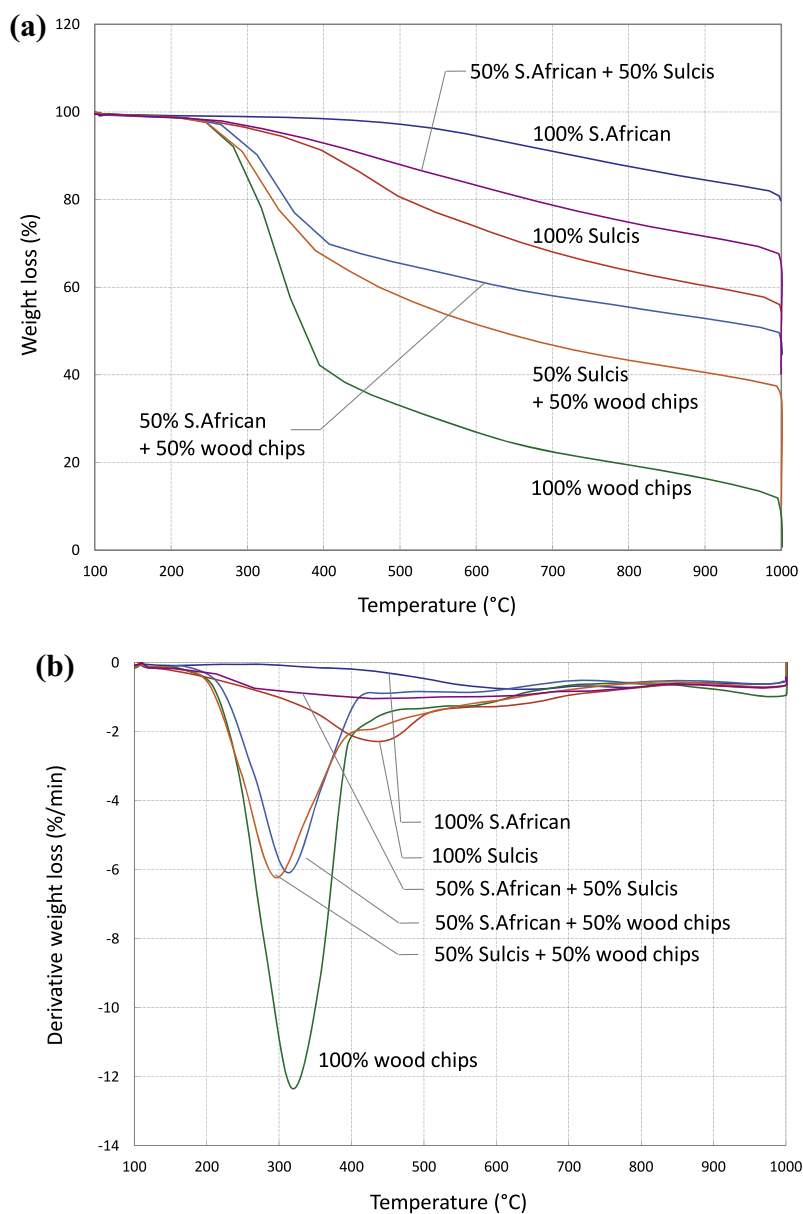 (a)
120
100
80
60
40
20
0
Weight loss (%)
50% S.African + 50% Sulcis
100% S.African
100% Sulcis
50% Sulcis
+ 50% wood chips
50% S.African
+ 50% wood chips
100% wood chips
100 200 300 400 500 600 700 800 900 1000
Temperature (°C)
(b)
0
-2
-4
-6
-8
-10
-12
-14
Derivative weight loss (%/min)
100% S.African
100% Sulcis
50% S.African + 50% Sulcis
50% S.African + 50% wood chips
50% Sulcis + 50% wood chips
100% wood chips
100 200 300 400 500 600 700 800 900 1000
Temperature (°C)